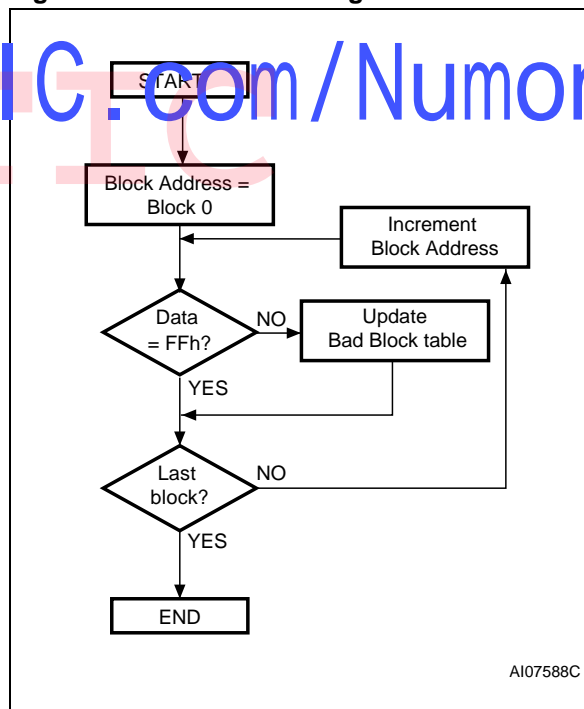 IC.com/Numon
START
Block Address =
Block 0
Increment
Block Address
Data
= FFh?
NO
Update
Bad Block table
YES
Last
block?
NO
YES
END
AI07588C